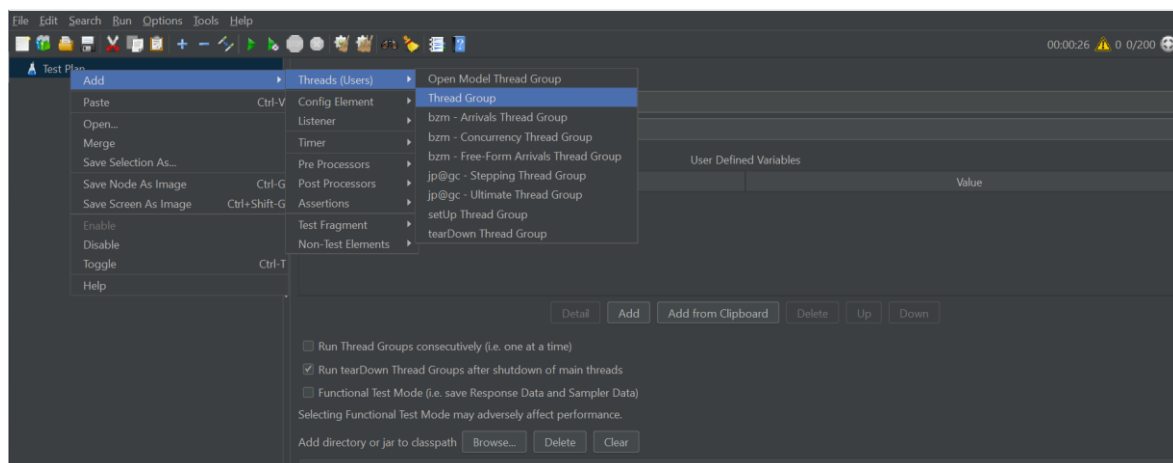 File Edit Search Run Options Tools Help
00:00:26 0 0/200
Test Plan
Add
Paste Ctrl-V
Open...
Merge
Save Selection As...
Save Node As Image Ctrl-G
Save Screen As Image Ctrl+Shift-G
Enable
Disable
Toggle Ctrl-T
Help
Threads (Users)
Config Element
Listener
Timer
Pre Processors
Post Processors
Assertions
Test Fragment
Non-Test Elements
Open Model Thread Group
Thread Group
bzm - Arrivals Thread Group
bzm - Concurrency Thread Group
bzm - Free-Form Arrivals Thread Group
jp@gc - Stepping Thread Group
jp@gc - Ultimate Thread Group
setUp Thread Group
tearDown Thread Group
User Defined Variables
Value
Detail Add Add from Clipboard Delete Up Down
Run Thread Groups consecutively (i.e. one at a time)
Run tearDown Thread Groups after shutdown of main threads
Functional Test Mode (i.e. save Response Data and Sampler Data)
Selecting Functional Test Mode may adversely affect performance.
Add directory or jar to classpath Browse... Delete Clear